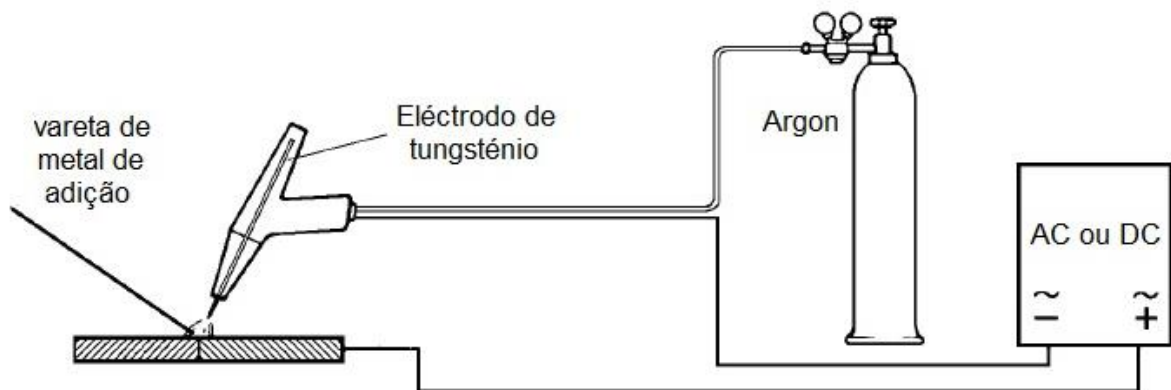 vareta de
metal de
adição
Eléctrodo de
tungsténio
Argon
AC ou DC
~ ~
− +